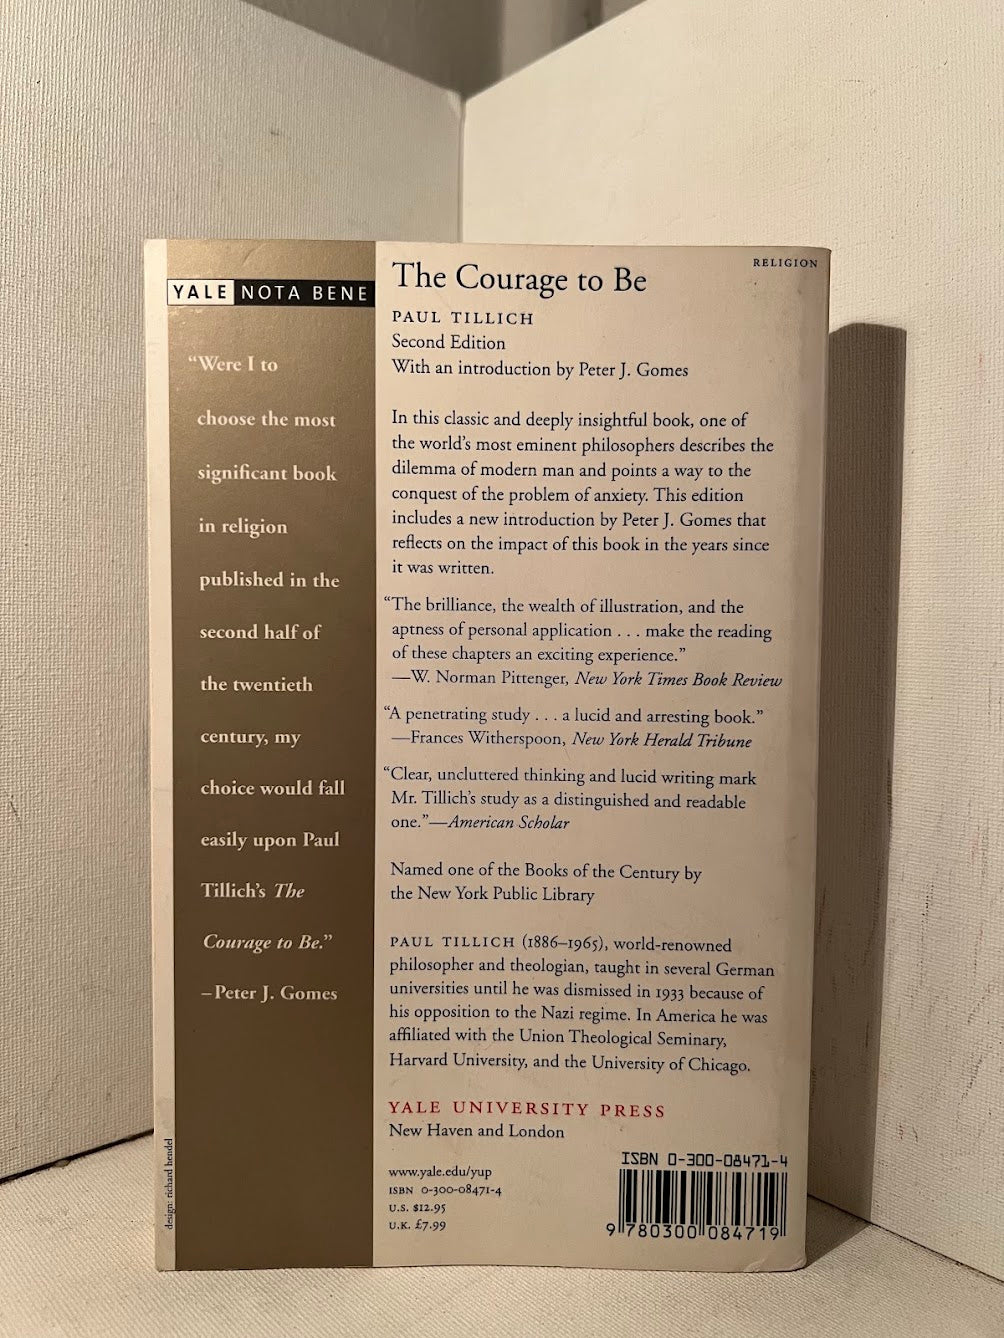 YALE NOTA BENE
“Were I to
choose the most
significant book
in religion
published in the
second half of
the twentieth
century, my
choice would fall
easily upon Paul
Tillich’s The
Courage to Be.”
–Peter J. Gomes
design: richard hendel
RELIGION
The Courage to Be
PAUL TILLICH
Second Edition
With an introduction by Peter J. Gomes
In this classic and deeply insightful book, one of
the world’s most eminent philosophers describes the
dilemma of modern man and points a way to the
conquest of the problem of anxiety. This edition
includes a new introduction by Peter J. Gomes that
reflects on the impact of this book in the years since
it was written.
“The brilliance, the wealth of illustration, and the
aptness of personal application . . . make the reading
of these chapters an exciting experience.”
—W. Norman Pittenger, New York Times Book Review
“A penetrating study . . . a lucid and arresting book.”
—Frances Witherspoon, New York Herald Tribune
“Clear, uncluttered thinking and lucid writing mark
Mr. Tillich’s study as a distinguished and readable
one.”—American Scholar
Named one of the Books of the Century by
the New York Public Library
PAUL TILLICH (1886–1965), world-renowned
philosopher and theologian, taught in several German
universities until he was dismissed in 1933 because of
his opposition to the Nazi regime. In America he was
affiliated with the Union Theological Seminary,
Harvard University, and the University of Chicago.
YALE UNIVERSITY PRESS
New Haven and London
www.yale.edu/yup
ISBN 0-300-08471-4
U.S. $12.95
U.K. £7.99
ISBN 0-300-08471-4
9 780300 084719